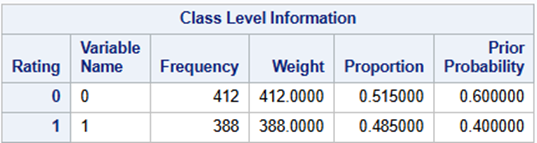 Class Level Information
Rating Variable Name Frequency Weight Proportion Prior Probability
0 0 412 412.0000 0.515000 0.600000
1 1 388 388.0000 0.485000 0.400000